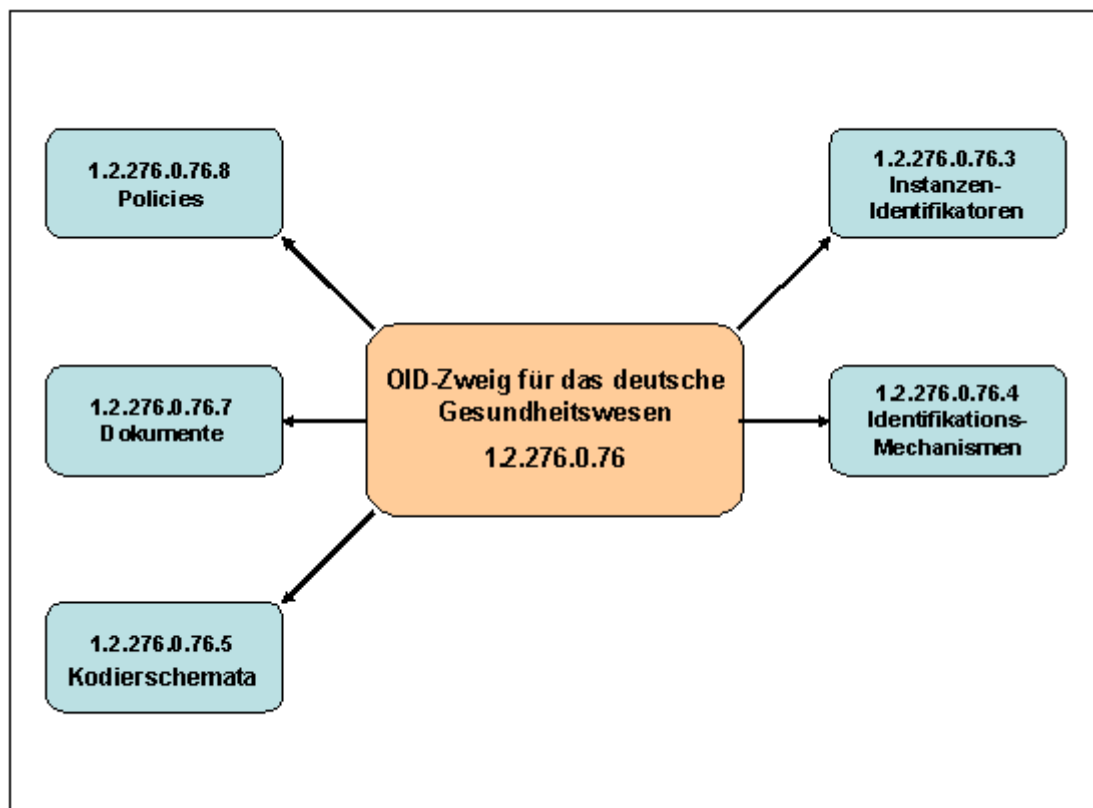 1.2.276.0.76.8
Policies
1.2.276.0.76.3
Instanzen-
Identifikatoren
OID-Zweig für das deutsche
Gesundheitswesen
1.2.276.0.76
1.2.276.0.76.7
Dokumente
1.2.276.0.76.4
Identifikations-
Mechanismen
1.2.276.0.76.5
Kodierschemata